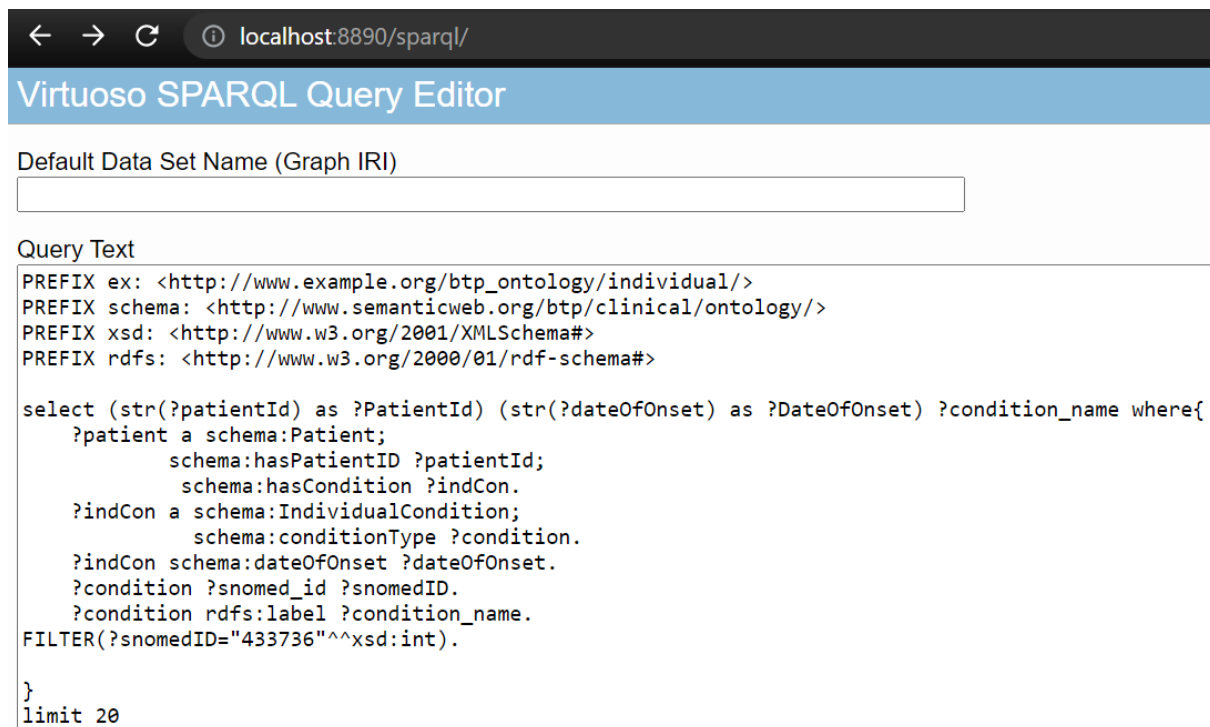 localhost:8890/sparql/
Virtuoso SPARQL Query Editor
Default Data Set Name (Graph IRI)
Query Text
PREFIX ex: <http://www.example.org/btp_ontology/individual/>
PREFIX schema: <http://www.semanticweb.org/btp/clinical/ontology/>
PREFIX xsd: <http://www.w3.org/2001/XMLSchema#>
PREFIX rdfs: <http://www.w3.org/2000/01/rdf-schema#>
select (str(?patientId) as ?PatientId) (str(?dateOfOnset) as ?DateOfOnset) ?condition_name where{
?patient a schema:Patient;
schema:hasPatientID ?patientId;
schema:hasCondition ?indCon.
?indCon a schema:IndividualCondition;
schema:conditionType ?condition.
?indCon schema:dateOfOnset ?dateOfOnset.
?condition ?snomed_id ?snomedID.
?condition rdfs:label ?condition_name.
FILTER(?snomedID="433736"^^xsd:int).
}
limit 20